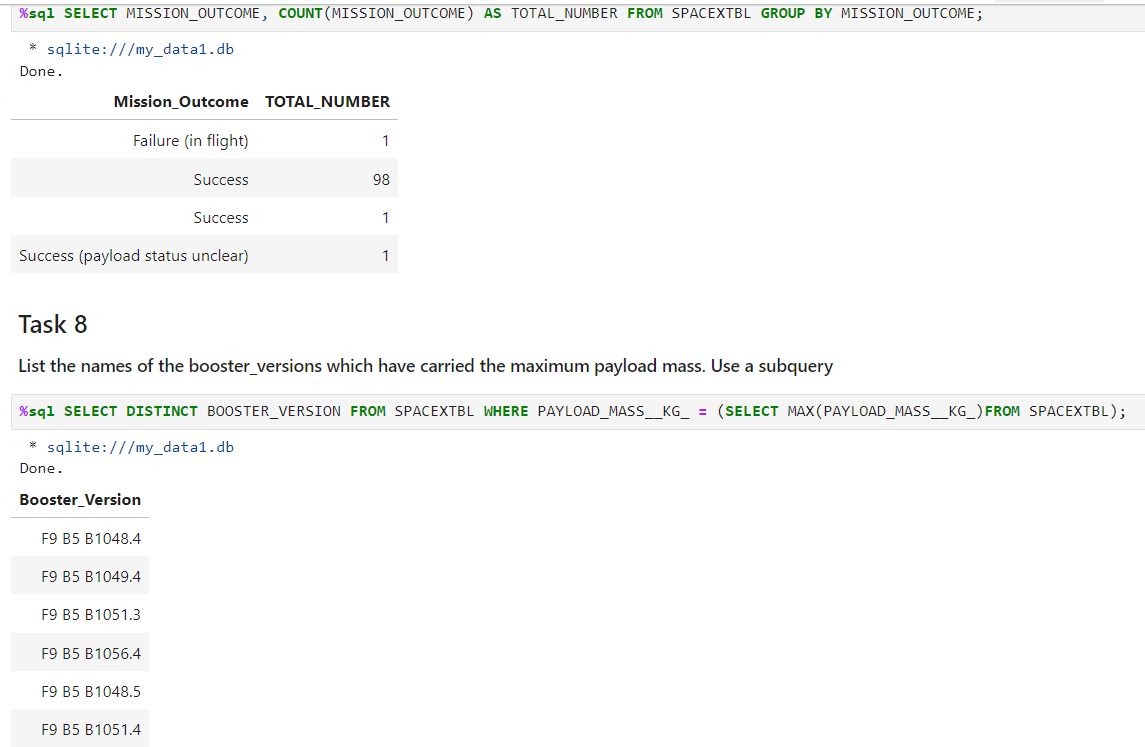 %sql SELECT MISSION_OUTCOME, COUNT(MISSION_OUTCOME) AS TOTAL_NUMBER FROM SPACEXTBL GROUP BY MISSION_OUTCOME;
* sqlite:///my_data1.db
Done.
Mission_Outcome TOTAL_NUMBER
Failure (in flight) 1
Success 98
Success 1
Success (payload status unclear) 1
Task 8
List the names of the booster_versions which have carried the maximum payload mass. Use a subquery
%sql SELECT DISTINCT BOOSTER_VERSION FROM SPACEXTBL WHERE PAYLOAD_MASS__KG_ = (SELECT MAX(PAYLOAD_MASS__KG_)FROM SPACEXTBL);
* sqlite:///my_data1.db
Done.
Booster_Version
F9 B5 B1048.4
F9 B5 B1049.4
F9 B5 B1051.3
F9 B5 B1056.4
F9 B5 B1048.5
F9 B5 B1051.4